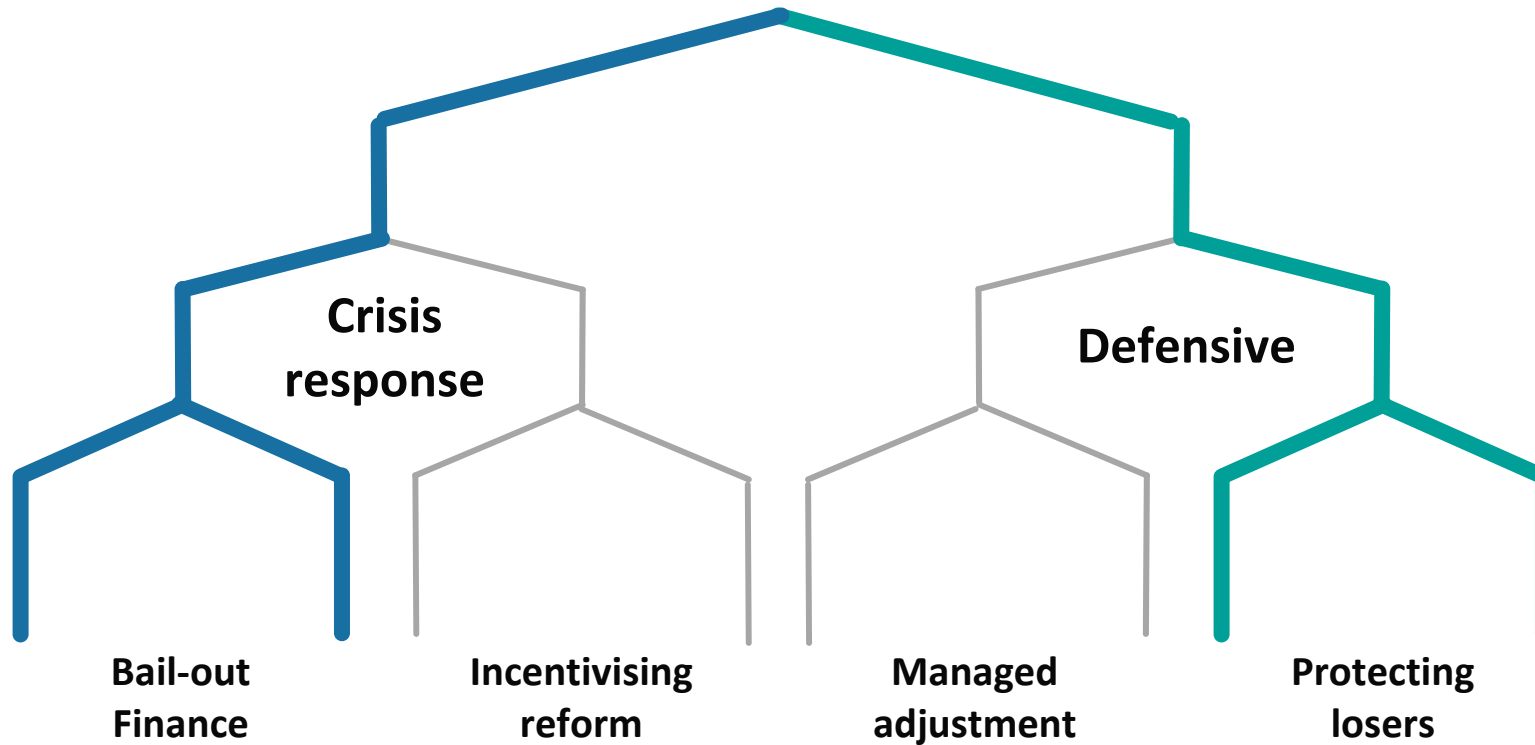 Crisis
response
Defensive
Bail-out
Finance
Incentivising
reform
Managed
adjustment
Protecting
losers